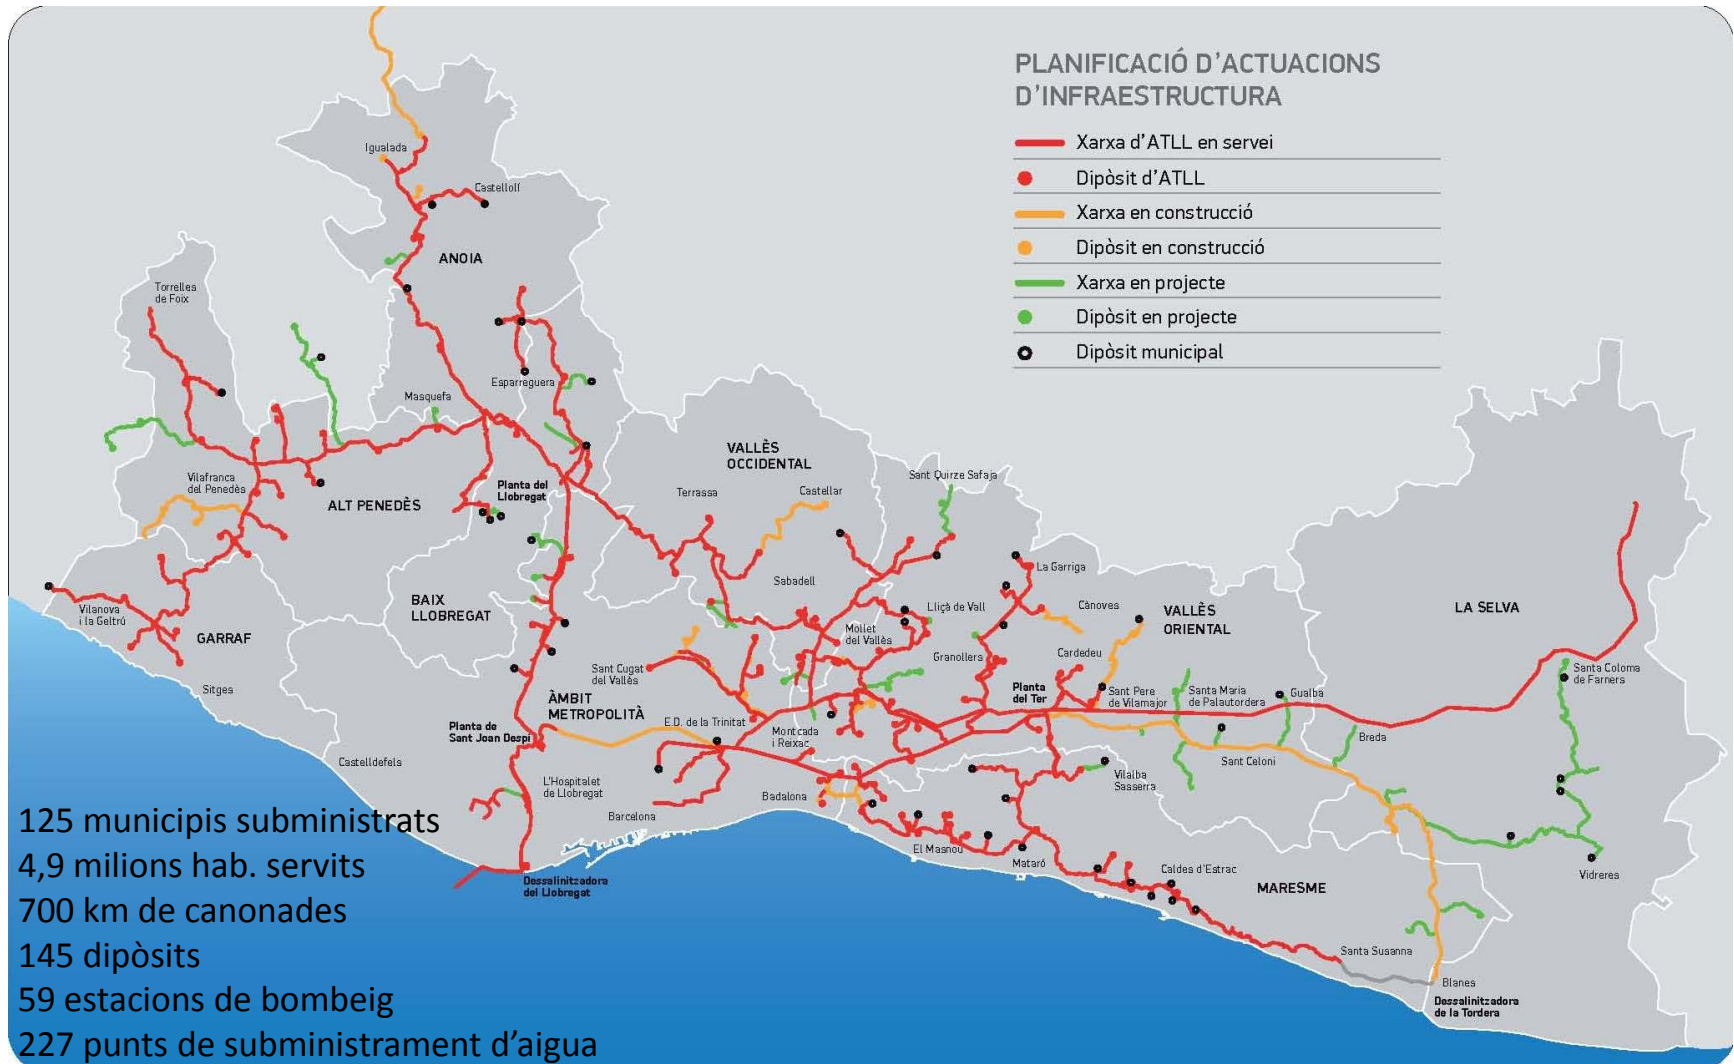 PLANIFICACIÓ D'ACTUACIONS
D'INFRAESTRUCTURA
Xarxa d'ATLL en servei
Dipòsit d'ATLL
Xarxa en construcció
Dipòsit en construcció
Xarxa en projecte
Dipòsit en projecte
Dipòsit municipal
Igualada
Castellolí
ANOIA
Torrelles
de Foix
Masquefa
Esparreguera
Vilafranca
del Penedès
ALT PENEDÈS
Planta del
Llobregat
VALLÈS
OCCIDENTAL
Terrassa
Castellar
Sant Quirze Safaja
Sabadell
La Garriga
Lliçà de Vall
Cànoves
VALLÈS
ORIENTAL
LA SELVA
Vilanova
i la Geltrú
GARRAF
BAIX
LLOBREGAT
Mollet
del Vallès
Granollers
Cardedeu
Sant Cugat
del Vallès
Sitges
ÀMBIT
METROPOLITÀ
Planta
del Ter
Sant Pere
de Vilamajor
Santa Maria
de Palautordera
Gualba
Santa Coloma
de Farners
E.D. de la Trinitat
Montcada
i Reixac
Planta de
Sant Joan Despí
Breda
Castelldefels
Sant Celoni
L'Hospitalet
de Llobregat
Vilalba
Sasserra
Badalona
Barcelona
El Masnou
Mataró
Caldea d'Estrac
MARESME
Vidreres
Dessalinitzadora
del Llobregat
Santa Susanna
Blanes
Dessalinitzadora
de la Tordera
125 municipis subministrats
4,9 milions hab. servits
700 km de canonades
145 dipòsits
59 estacions de bombeig
227 punts de subministrament d'aigua